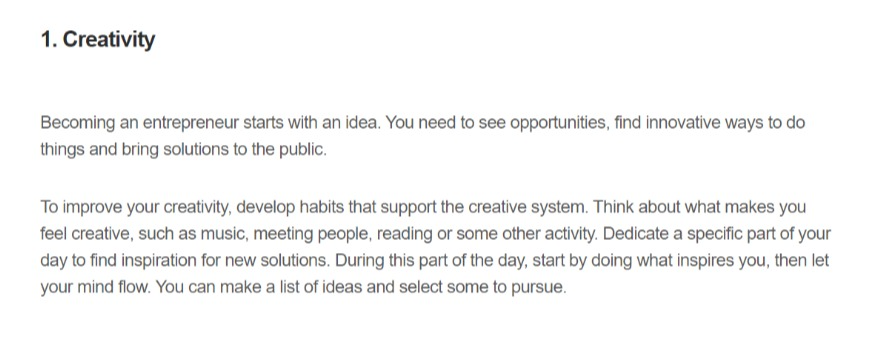 1. Creativity
Becoming an entrepreneur starts with an idea. You need to see opportunities, find innovative ways to do
things and bring solutions to the public.
To improve your creativity, develop habits that support the creative system. Think about what makes you
feel creative, such as music, meeting people, reading or some other activity. Dedicate a specific part of your
day to find inspiration for new solutions. During this part of the day, start by doing what inspires you, then let
your mind flow. You can make a list of ideas and select some to pursue.